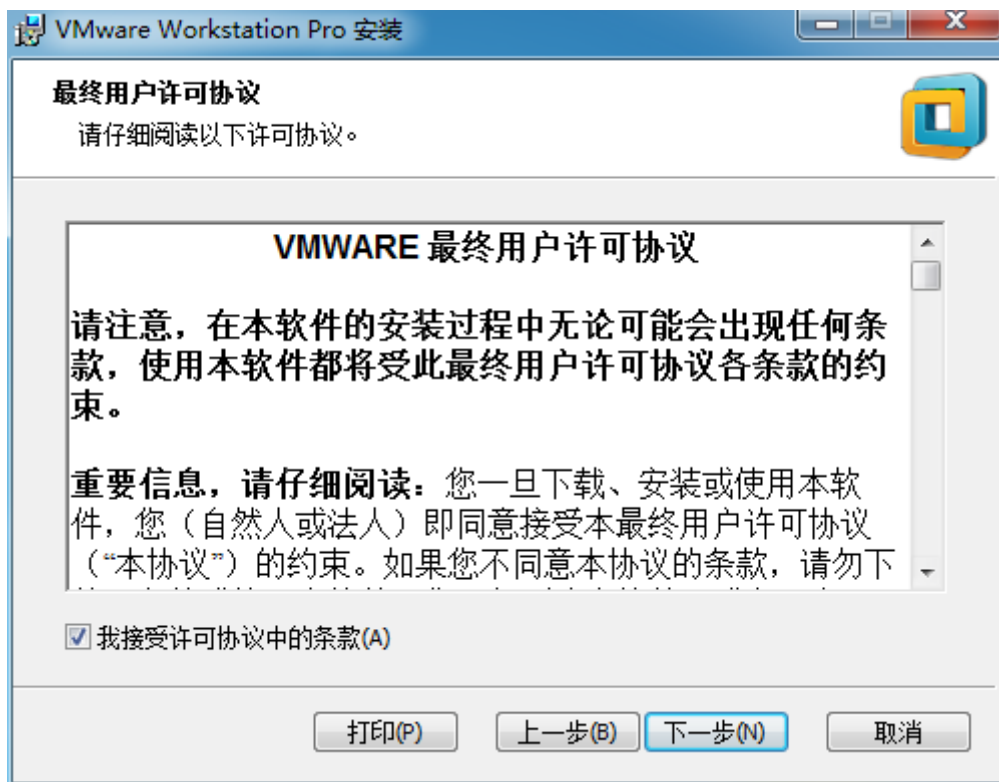 VMware Workstation Pro 安装
最终用户许可协议
请仔细阅读以下许可协议。
VMWARE 最终用户许可协议
请注意，在本软件的安装过程中无论可能会出现任何条
款，使用本软件都将受此最终用户许可协议各条款的约
束。
重要信息，请仔细阅读：您一旦下载、安装或使用本软
件，您（自然人或法人）即同意接受本最终用户许可协议
（“本协议”）的约束。如果您不同意本协议的条款，请勿下
我接受许可协议中的条款(A)
打印(P)
上一步(B)
下一步(N)
取消